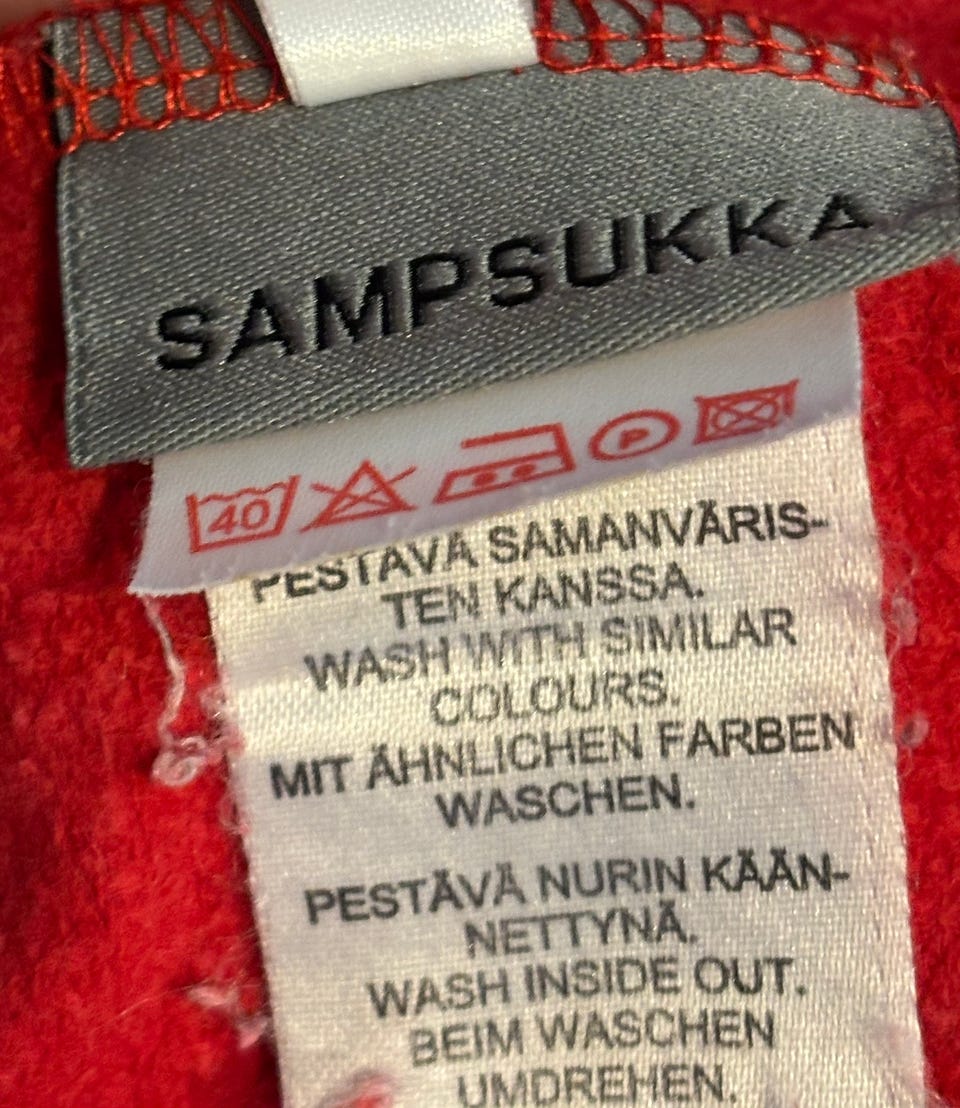 SAMPSUKKA
40 P
PESTÄVÄ SAMANVÄRIS-
TEN KANSSA.
WASH WITH SIMILAR
COLOURS.
MIT ÄHNLICHEN FARBEN
WASCHEN.
PESTÄVÄ NURIN KÄÄN-
NETTYNÄ.
WASH INSIDE OUT.
BEIM WASCHEN
UMDREHEN.